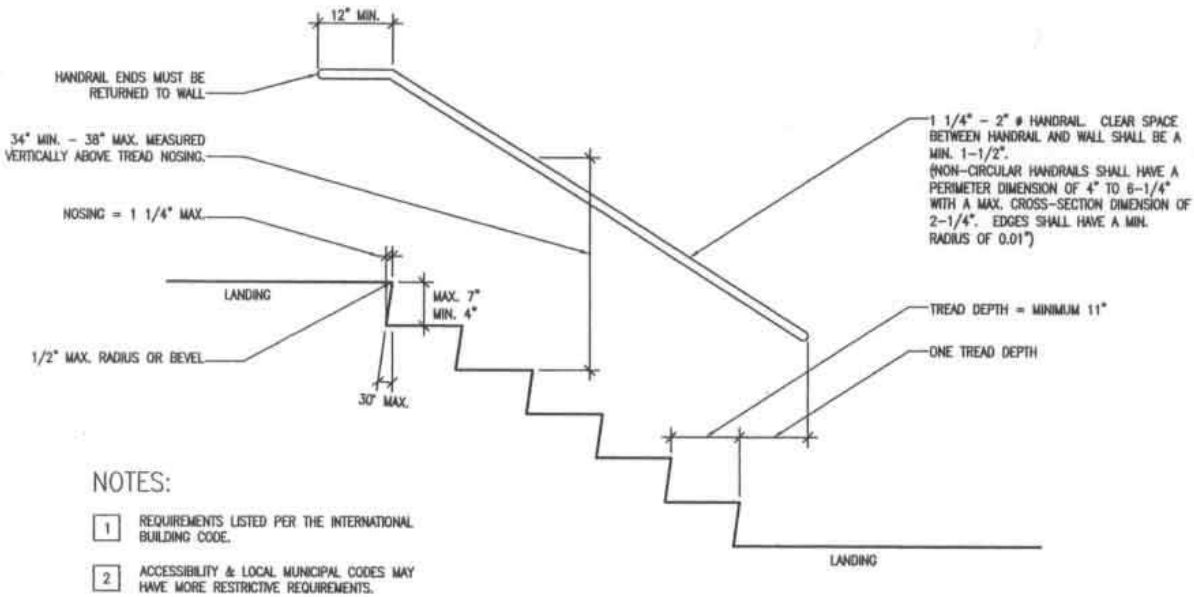 12" MIN.
HANDRAIL ENDS MUST BE
RETURNED TO WALL
34" MIN. - 38" MAX. MEASURED
VERTICALLY ABOVE TREAD NOSING.
NOSING = 1 1/4" MAX.
LANDING
MAX. 7"
MIN. 4"
1/2" MAX. RADIUS OR BEVEL
30° MAX.
1 1/4" - 2" ø HANDRAIL. CLEAR SPACE
BETWEEN HANDRAIL AND WALL SHALL BE A
MIN. 1-1/2".
(NON-CIRCULAR HANDRAILS SHALL HAVE A
PERIMETER DIMENSION OF 4" TO 6-1/4"
WITH A MAX. CROSS-SECTION DIMENSION OF
2-1/4". EDGES SHALL HAVE A MIN.
RADIUS OF 0.01")
TREAD DEPTH = MINIMUM 11"
ONE TREAD DEPTH
LANDING
NOTES:
1 REQUIREMENTS LISTED PER THE INTERNATIONAL
BUILDING CODE.
2 ACCESSIBILITY & LOCAL MUNICIPAL CODES MAY
HAVE MORE RESTRICTIVE REQUIREMENTS.